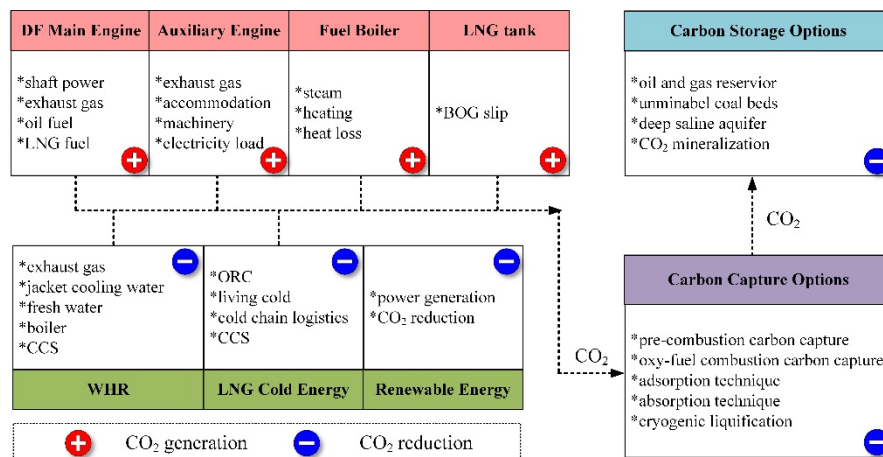 DF Main Engine
*shaft power
*exhaust gas
*oil fuel
*LNG fuel
Auxiliary Engine
*exhaust gas
*accommodation
*machinery
*electricity load
Fuel Boiler
*steam
*heating
*heat loss
LNG tank
*BOG slip
Carbon Storage Options
*oil and gas reservior
*unminabel coal beds
*deep saline aquifer
*CO₂ mineralization
CO₂
*exhaust gas
*jacket cooling water
*fresh water
*boiler
*CCS
WHR
*ORC
*living cold
*cold chain logistics
*CCS
LNG Cold Energy
*power generation
*CO₂ reduction
Renewable Energy
CO₂
Carbon Capture Options
*pre-combustion carbon capture
*oxy-fuel combustion carbon capture
*adsorption technique
*absorption technique
*cryogenic liquification
CO₂ generation
CO₂ reduction